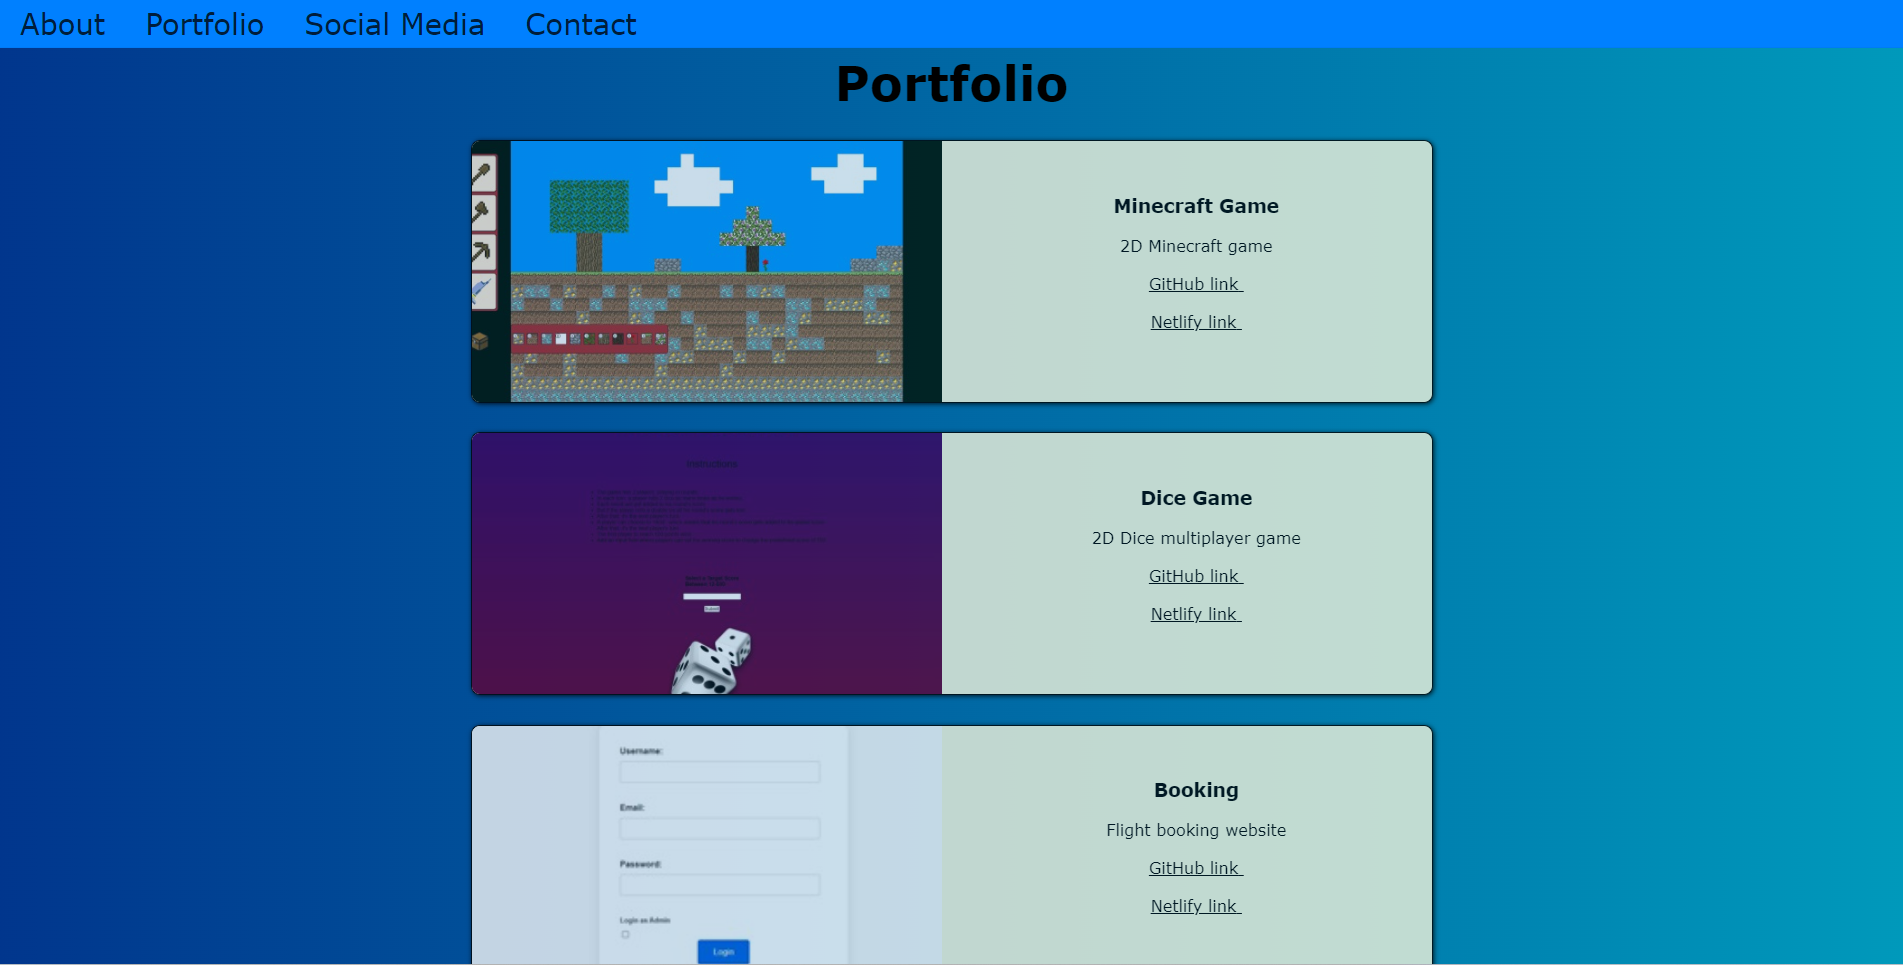 About Portfolio Social Media Contact
Portfolio
Minecraft Game
2D Minecraft game
GitHub link
Netlify link
Instructions
Dice Game
2D Dice multiplayer game
GitHub link
Netlify link
Username:
Email:
Password:
Login as Admin
Login
Booking
Flight booking website
GitHub link
Netlify link